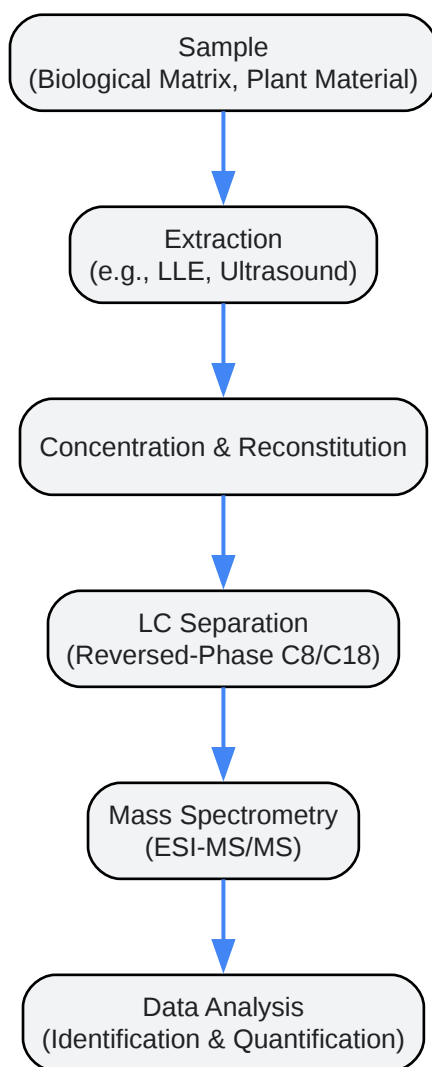 Sample
(Biological Matrix, Plant Material)
Extraction
(e.g., LLE, Ultrasound)
Concentration & Reconstitution
LC Separation
(Reversed-Phase C8/C18)
Mass Spectrometry
(ESI-MS/MS)
Data Analysis
(Identification & Quantification)